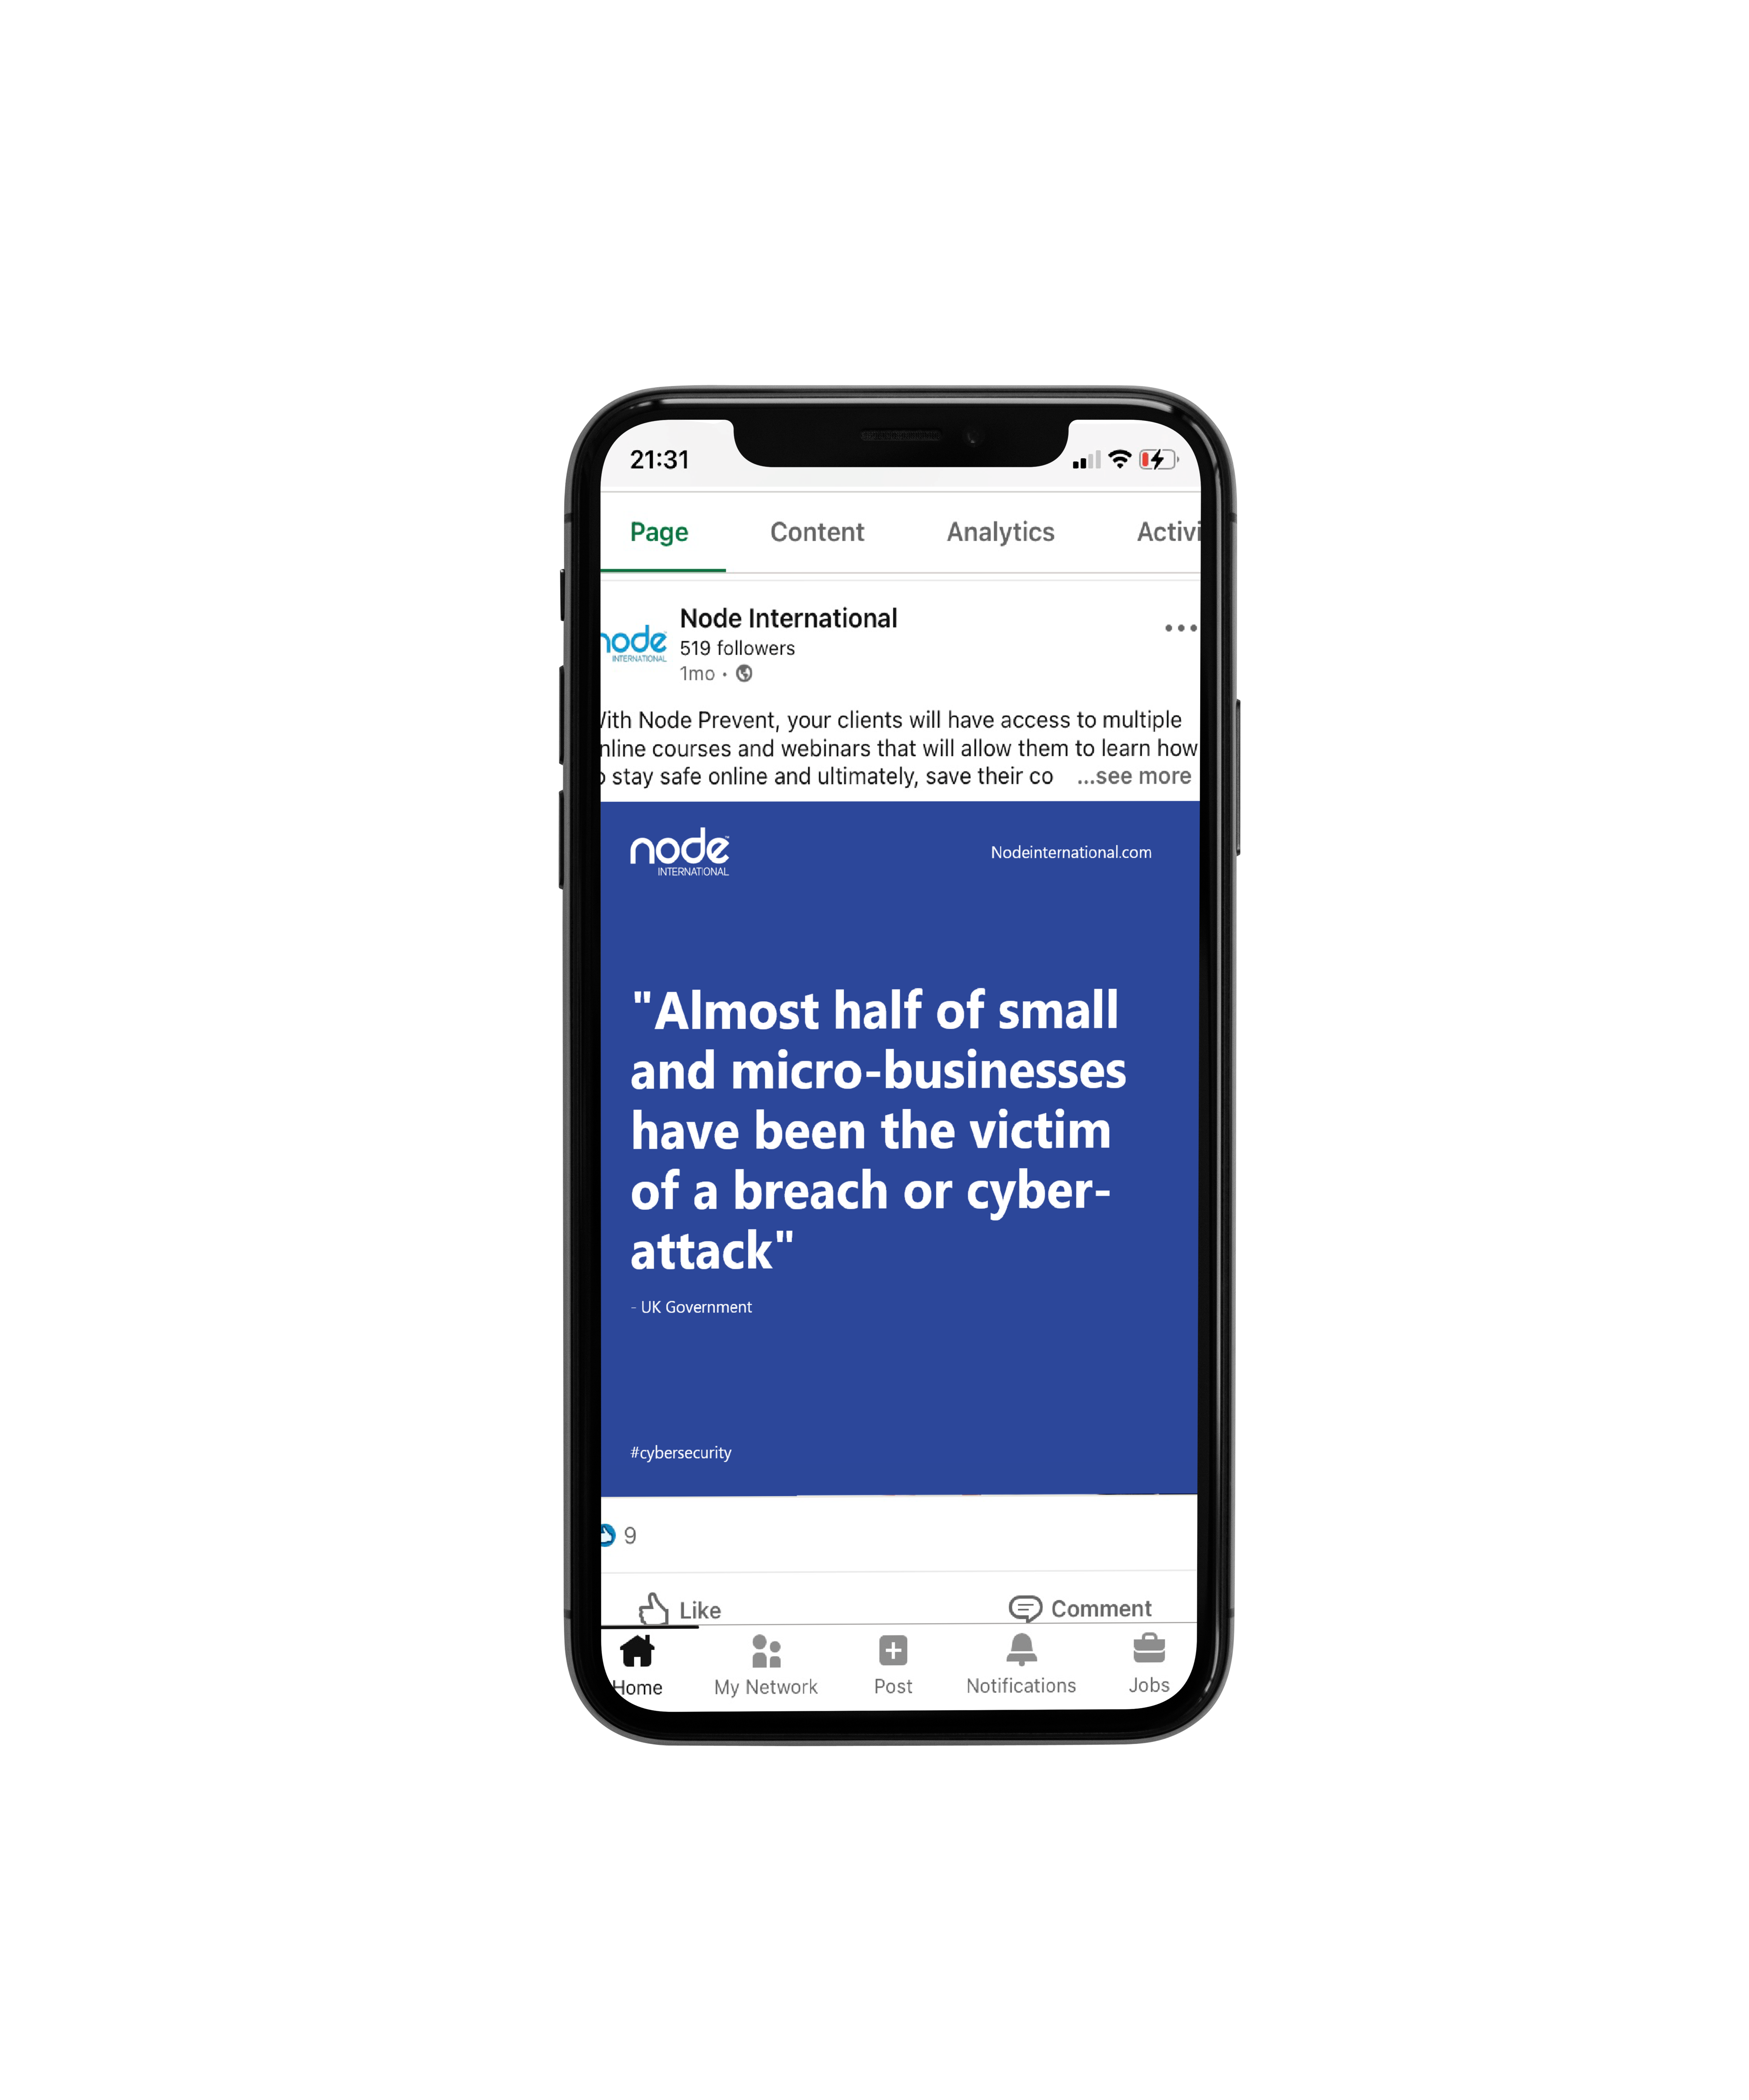 21:31
Page Content Analytics Activi
node
INTERNATIONAL
Node International
519 followers
1mo •
ith Node Prevent, your clients will have access to multiple
nline courses and webinars that will allow them to learn how
o stay safe online and ultimately, save their co ...see more
node
INTERNATIONAL
Nodeinternational.com
"Almost half of small
and micro-businesses
have been the victim
of a breach or cyber-
attack"
- UK Government
#cybersecurity
9
Like Comment
Home My Network Post Notifications Jobs